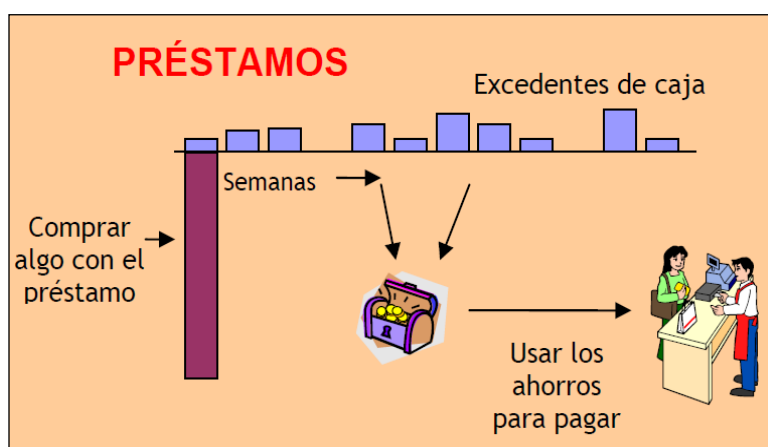 PRÉSTAMOS
Excedentes de caja
Semanas
Comprar
algo con el
préstamo
Usar los
ahorros
para pagar